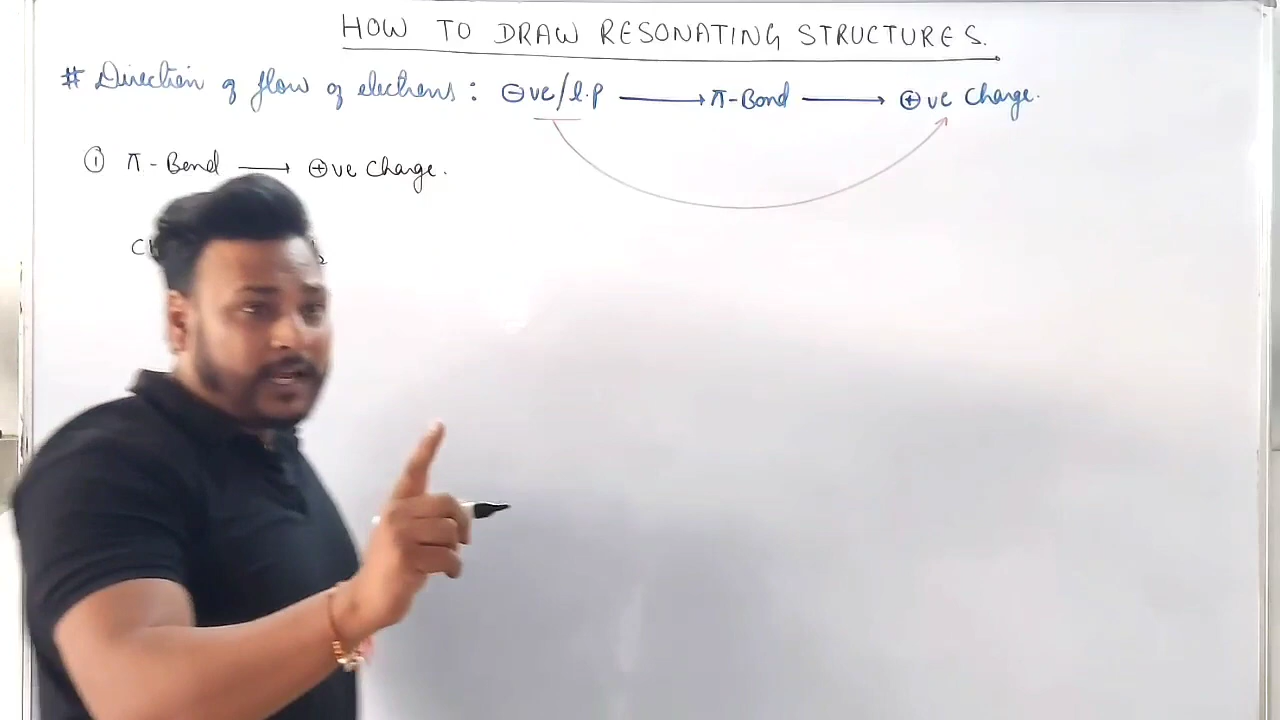 HOW TO DRAW RESONATING STRUCTURES.
# Direction of flow of electrons : ⊖ve/l.p ⟶ π-Bond ⟶ ⊕ve Charge.
① π-Bond ⟶ ⊕ve Charge.